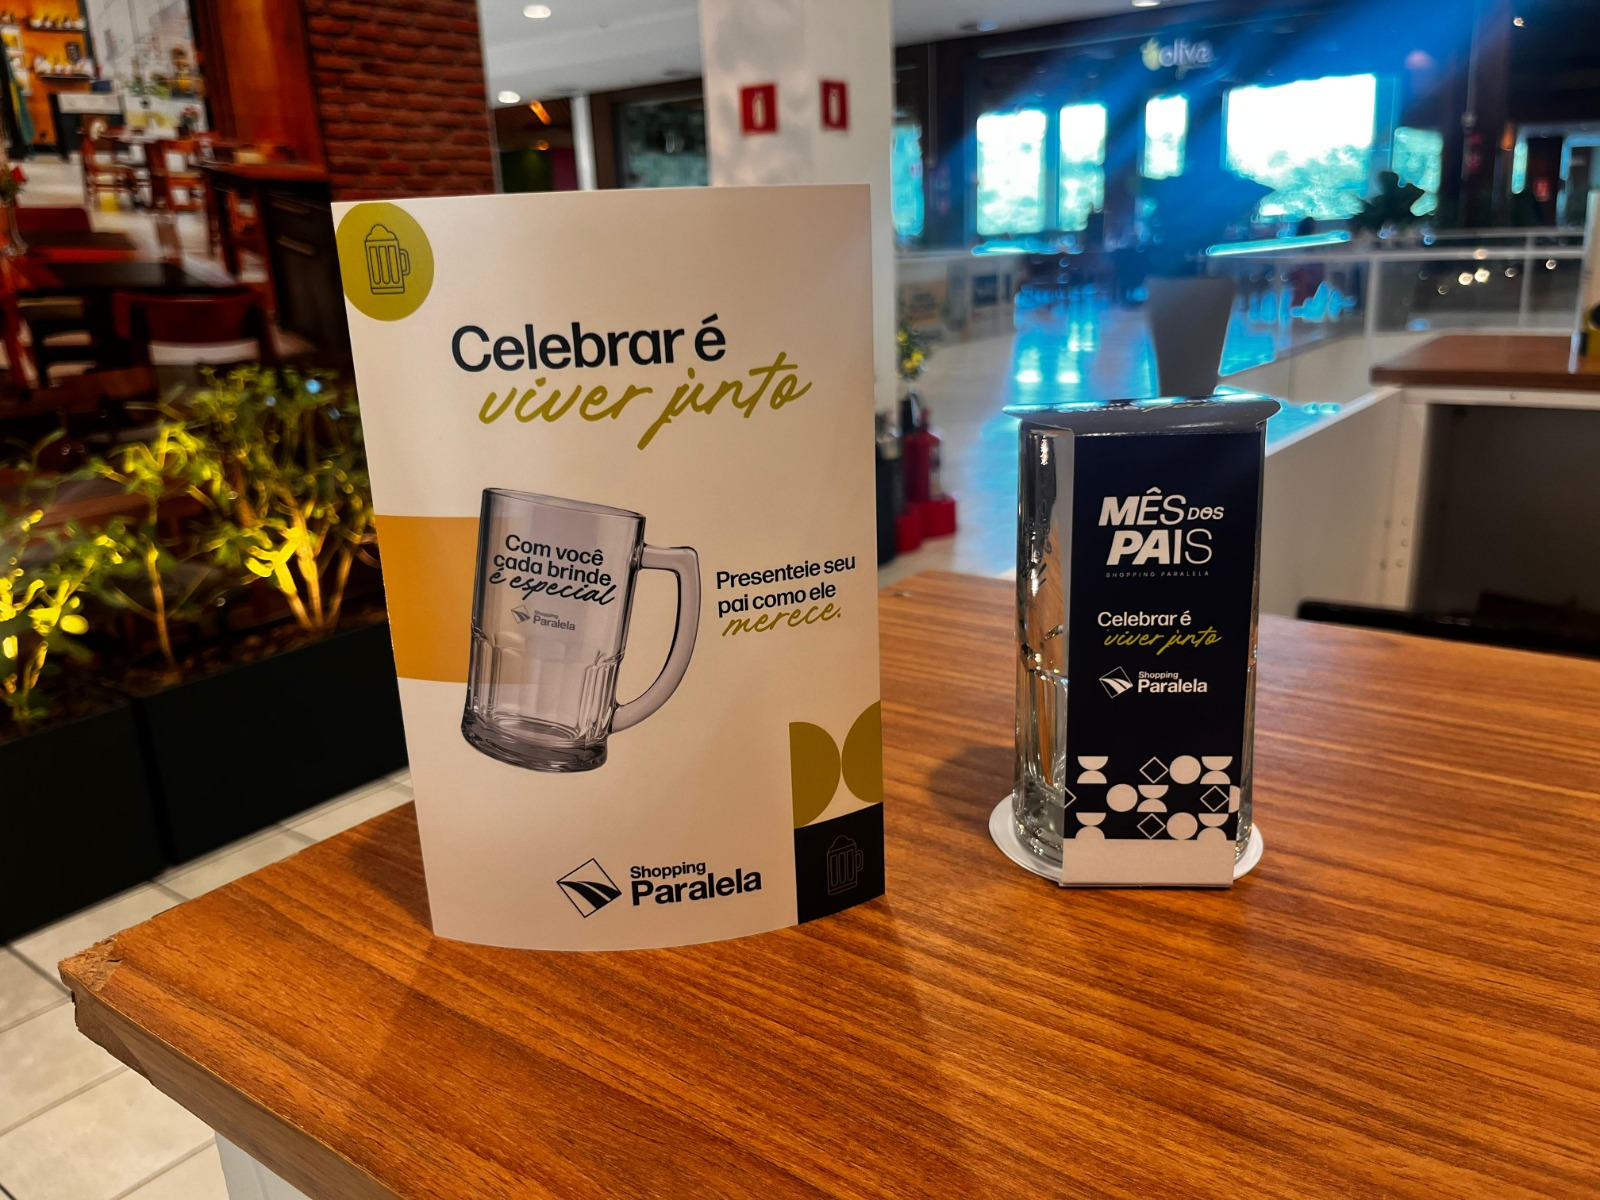 oliva
Celebrar é
viver junto
Com você
cada brinde
é especial
Shopping
Paralela
Presenteie seu
pai como ele
merece.
Shopping
Paralela
MÊS DOS
PAIS
SHOPPING PARALELA
Celebrar é
viver junto
Shopping
Paralela